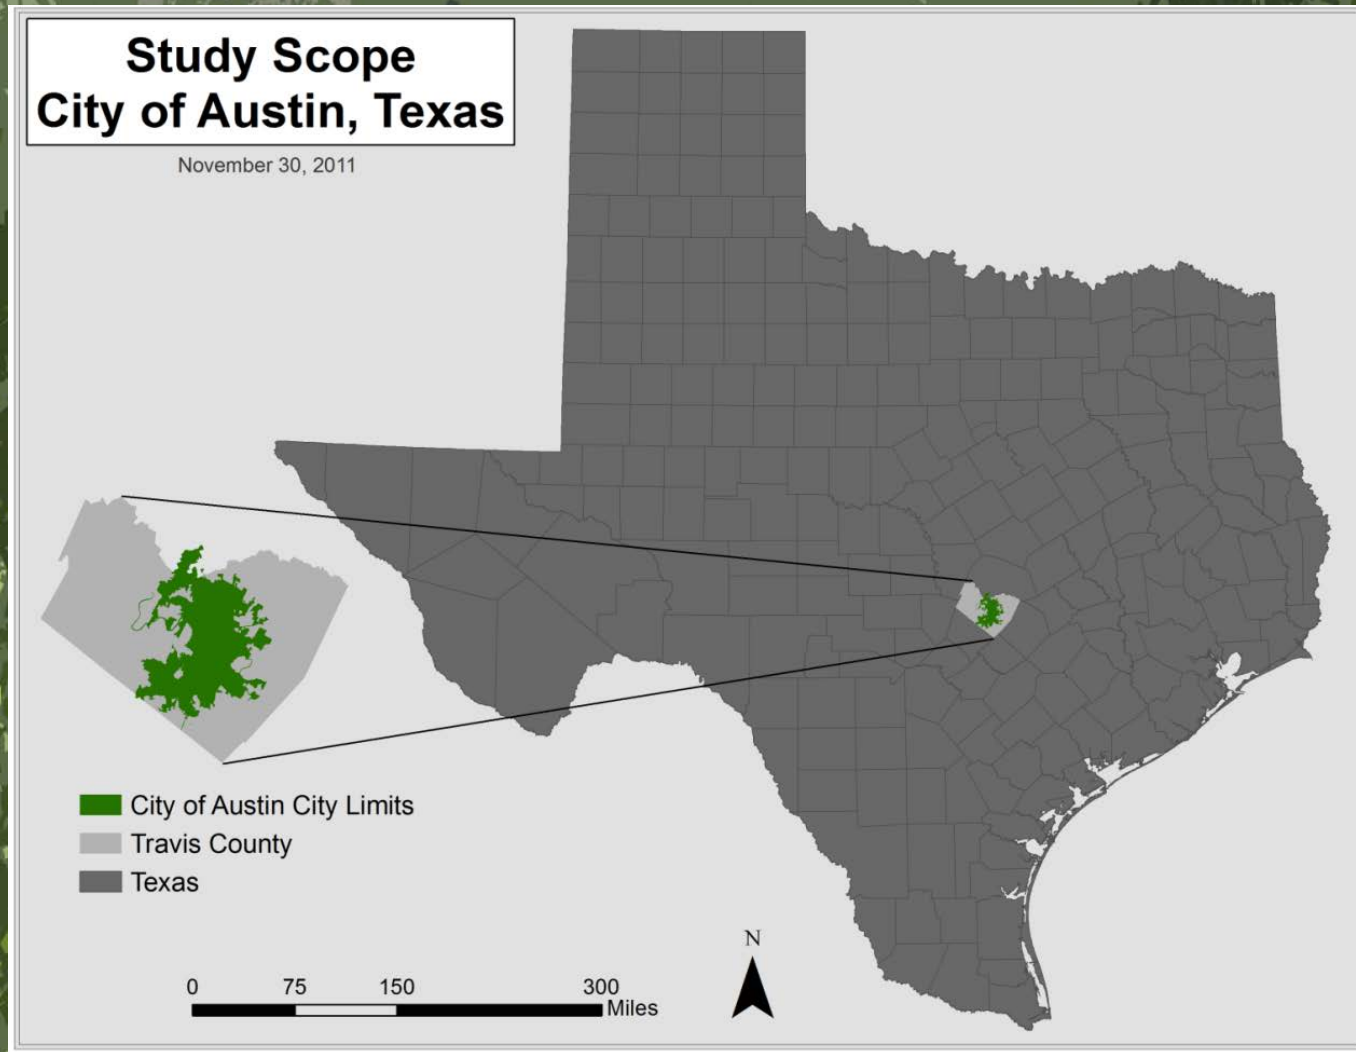 Study Scope
City of Austin, Texas
November 30, 2011
City of Austin City Limits
Travis County
Texas
N
0 75 150 300
Miles